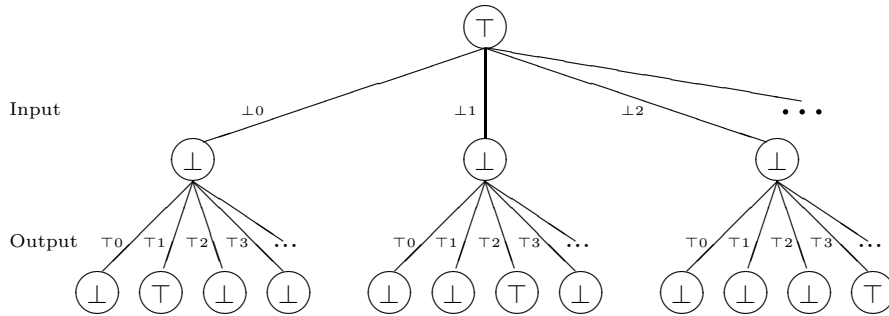 ⊤
Input ⊥0 ⊥1 ⊥2 •••
⊥ ⊥ ⊥
Output ⊤0 ⊤1 ⊤2 ⊤3 ... ⊤0 ⊤1 ⊤2 ⊤3 ... ⊤0 ⊤1 ⊤2 ⊤3 ...
⊥ ⊤ ⊥ ⊥ ⊥ ⊥ ⊤ ⊥ ⊥ ⊥ ⊥ ⊤